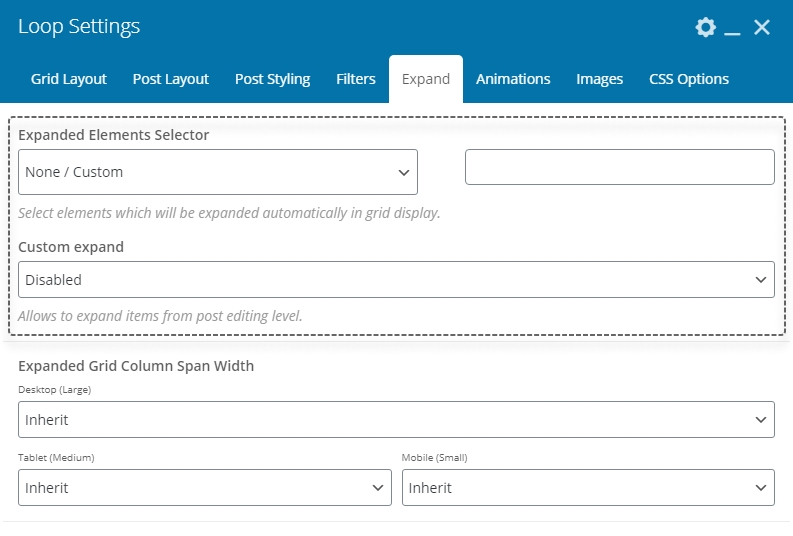 Loop Settings
Grid Layout Post Layout Post Styling Filters Expand Animations Images CSS Options
Expanded Elements Selector
None / Custom
Select elements which will be expanded automatically in grid display.
Custom expand
Disabled
Allows to expand items from post editing level.
Expanded Grid Column Span Width
Desktop (Large)
Inherit
Tablet (Medium) Mobile (Small)
Inherit Inherit